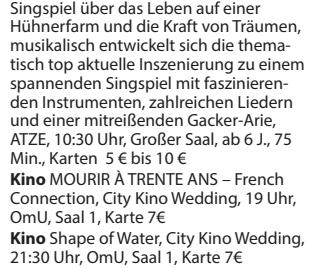 Singspiel über das Leben auf einer
Hühnerfarm und die Kraft von Träumen,
musikalisch entwickelt sich die thema-
tisch top aktuelle Inszenierung zu einem
spannenden Singspiel mit faszinieren-
den Instrumenten, zahlreichen Liedern
und einer mitreißenden Gacker-Arie,
ATZE, 10:30 Uhr, Großer Saal, ab 6 J., 75
Min., Karten  5 € bis 10 €
Kino MOURIR À TRENTE ANS – French
Connection, City Kino Wedding, 19 Uhr,
OmU, Saal 1, Karte 7€
Kino Shape of Water, City Kino Wedding,
21:30 Uhr, OmU, Saal 1, Karte 7€